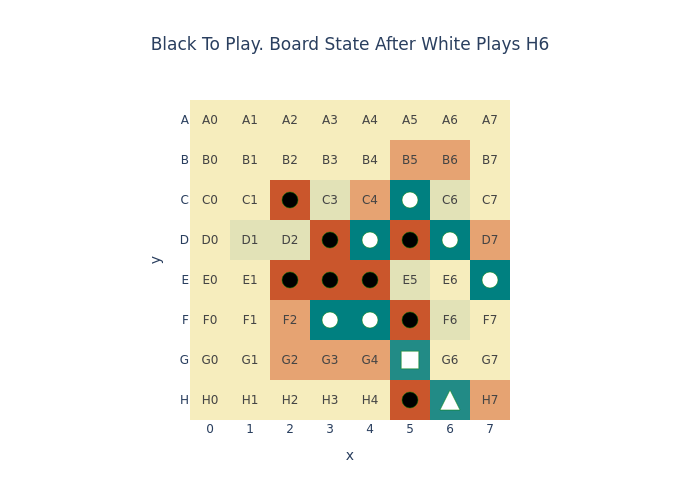 Black To Play. Board State After White Plays H6
A A0 A1 A2 A3 A4 A5 A6 A7
B B0 B1 B2 B3 B4 B5 B6 B7
C C0 C1 C3 C4 C6 C7
D D0 D1 D2 D7
E E0 E1 E5 E6
F F0 F1 F2 F6 F7
G G0 G1 G2 G3 G4 G6 G7
H H0 H1 H2 H3 H4 H7
0 1 2 3 4 5 6 7
x
y